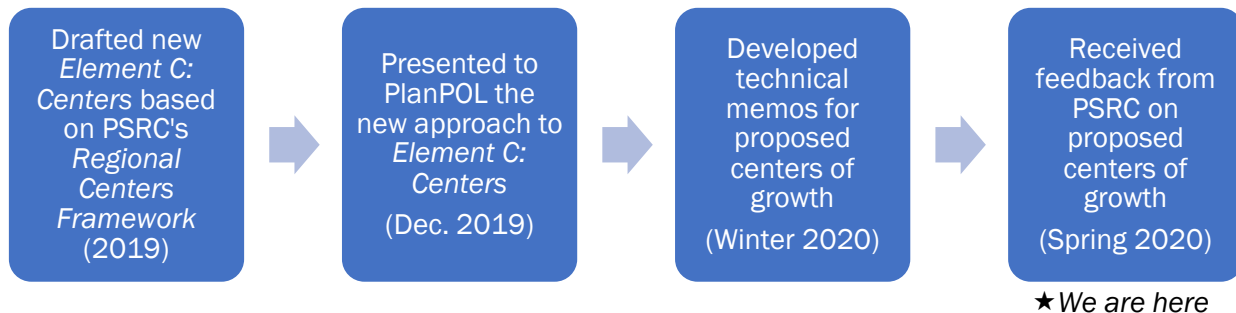 Drafted new
Element C:
Centers based
on PSRC's
Regional
Centers
Framework
(2019)
Presented to
PlanPOL the
new approach to
Element C:
Centers
(Dec. 2019)
Developed
technical
memos for
proposed
centers of
growth
(Winter 2020)
Received
feedback from
PSRC on
proposed
centers of
growth
(Spring 2020)
★We are here